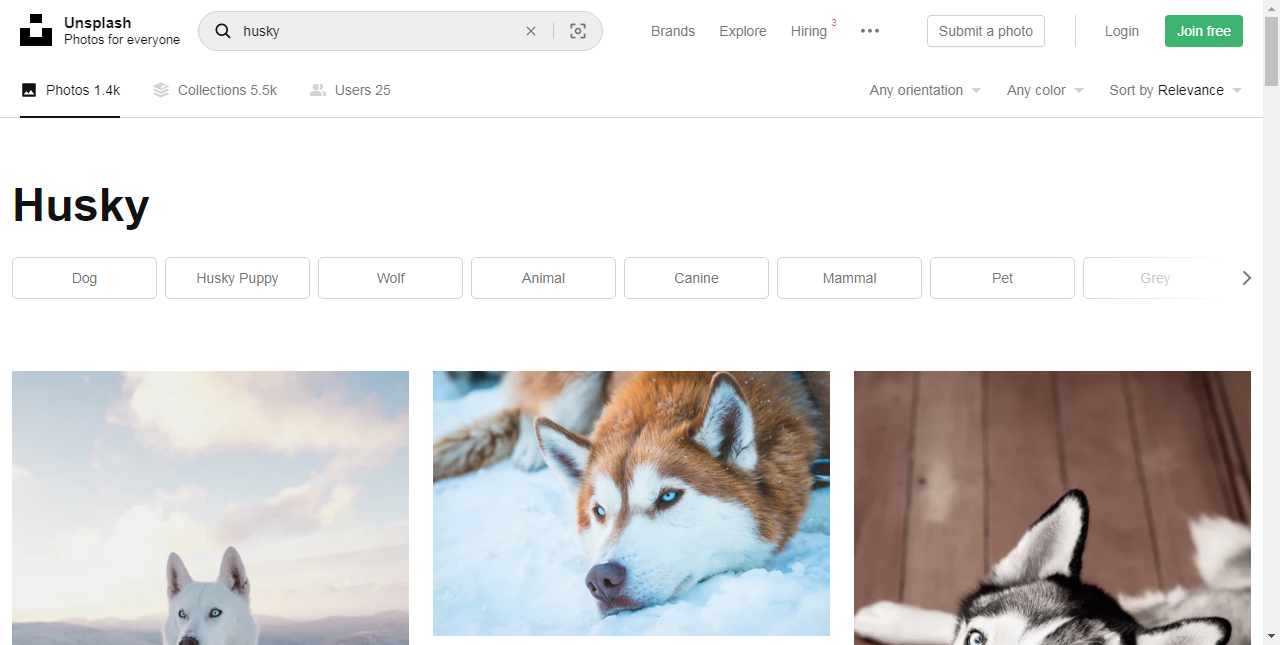 Unsplash
Photos for everyone
husky
Brands
Explore
Hiring
3
Submit a photo
Login
Join free
Photos 1.4k
Collections 5.5k
Users 25
Any orientation
Any color
Sort by Relevance
Husky
Dog
Husky Puppy
Wolf
Animal
Canine
Mammal
Pet
Grey